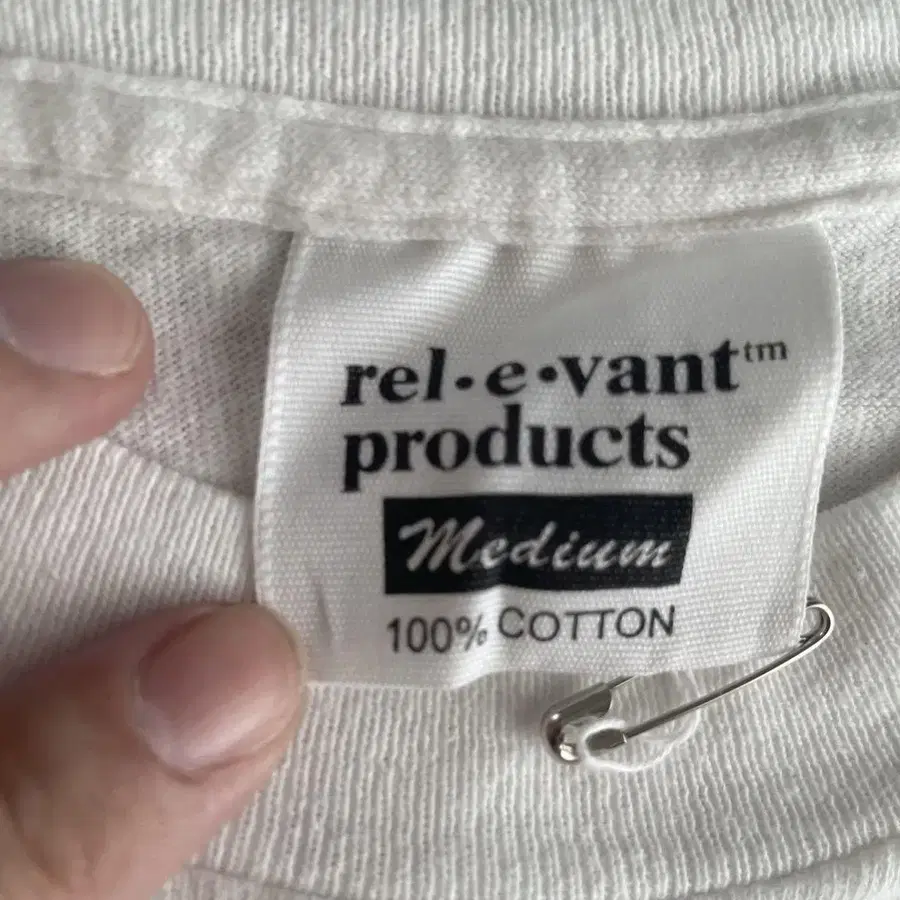 rel·e·vant™
products
Medium
100% COTTON